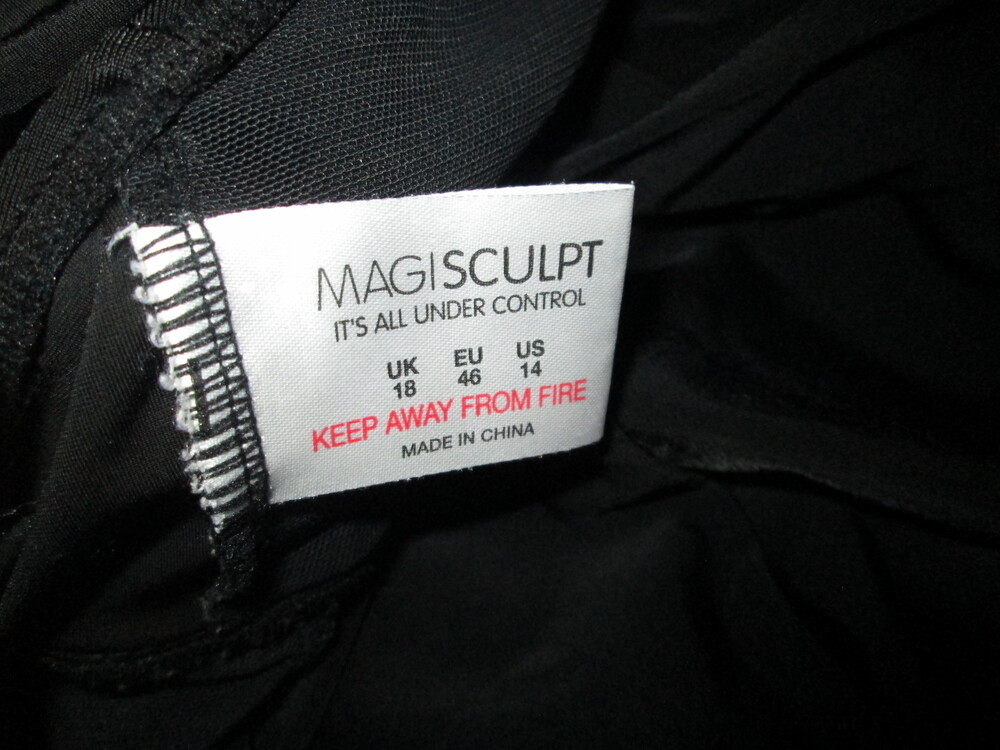 MAGISCULPT
IT'S ALL UNDER CONTROL
UK EU US
18 46 14
KEEP AWAY FROM FIRE
MADE IN CHINA